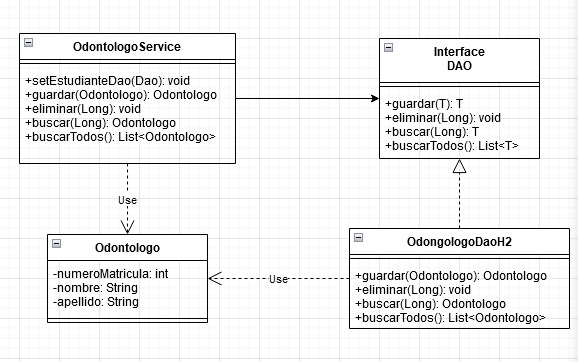 OdontologoService
+setEstudianteDao(Dao): void
+guardar(Odontologo): Odontologo
+eliminar(Long): void
+buscar(Long): Odontologo
+buscarTodos(): List<Odontologo>
Interface
DAO
+guardar(T): T
+eliminar(Long): void
+buscar(Long): T
+buscarTodos(): List<T>
Use
Odontologo
-numeroMatricula: int
-nombre: String
-apellido: String
Use
OdongologoDaoH2
+guardar(Odontologo): Odontologo
+eliminar(Long): void
+buscar(Long): Odontologo
+buscarTodos(): List<Odontologo>